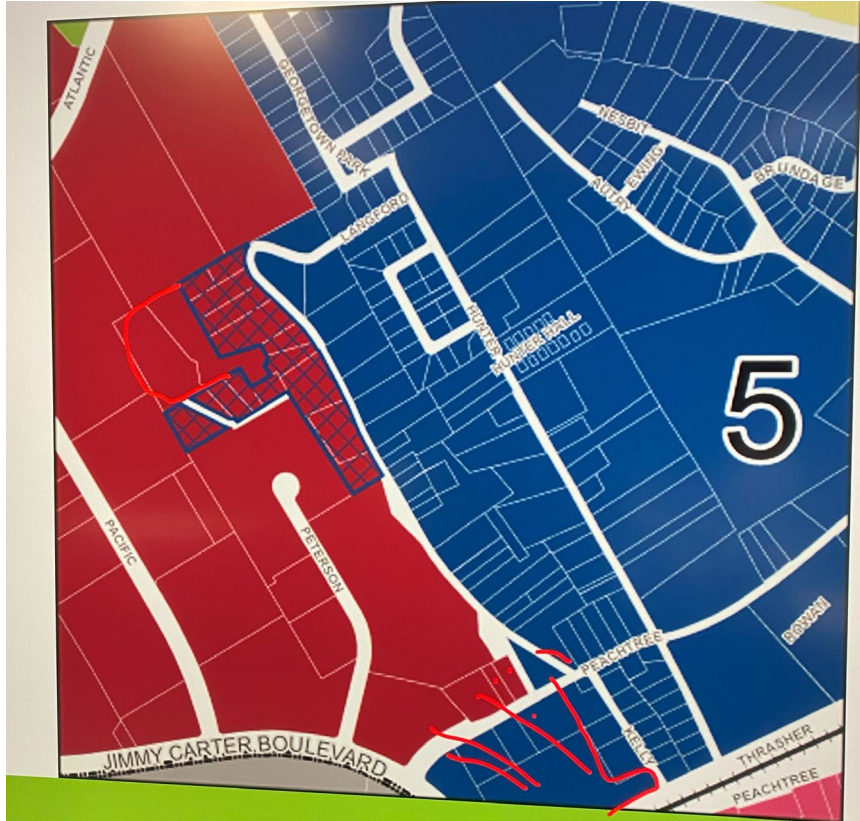 ATLANTIC
GEORGETOWN PARK
NESBIT
EWING
BRUNDAGE
AUTRY
LANGFORD
HUNTER
HUNTER HALL
5
PACIFIC
PETERSON
ROWAN
PEACHTREE
KELLY
JIMMY CARTER BOULEVARD
THRASHER
PEACHTREE